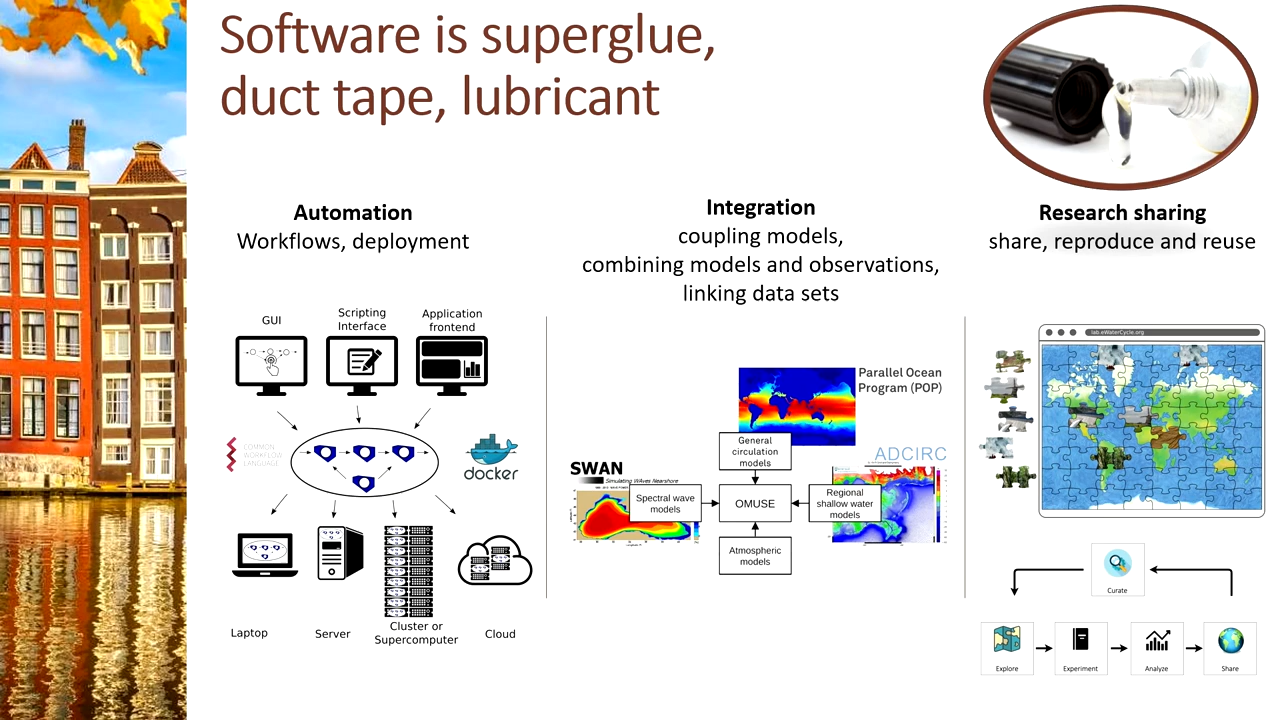 Software is superglue,
duct tape, lubricant
Automation
Workflows, deployment
GUI
Scripting
Interface
Application
frontend
COMMON
WORKFLOW
LANGUAGE
docker
Laptop
Server
Cluster or
Supercomputer
Cloud
Integration
coupling models,
combining models and observations,
linking data sets
Parallel Ocean
Program (POP)
General
circulation
models
ADCIRC
SWAN
Simulating WAves Nearshore
Spectral wave
models
OMUSE
Regional
shallow water
models
Atmospheric
models
Research sharing
share, reproduce and reuse
lab.eWaterCycle.org
Curate
Explore
Experiment
Analyze
Share